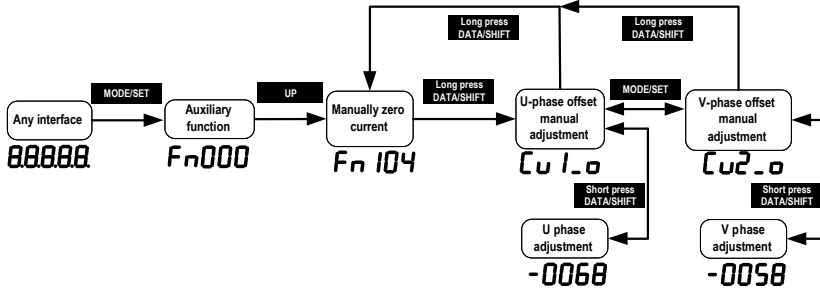 Long press
DATA/SHIFT
Long press
DATA/SHIFT
Any interface
8.8.8.8.8.
MODE/SET
Auxiliary
function
Fn000
UP
Manually zero
current
Fn104
Long press
DATA/SHIFT
U-phase offset
manual
adjustment
Cu1_o
MODE/SET
V-phase offset
manual
adjustment
Cu2_o
Short press
DATA/SHIFT
U phase
adjustment
-0068
Short press
DATA/SHIFT
V phase
adjustment
-0058